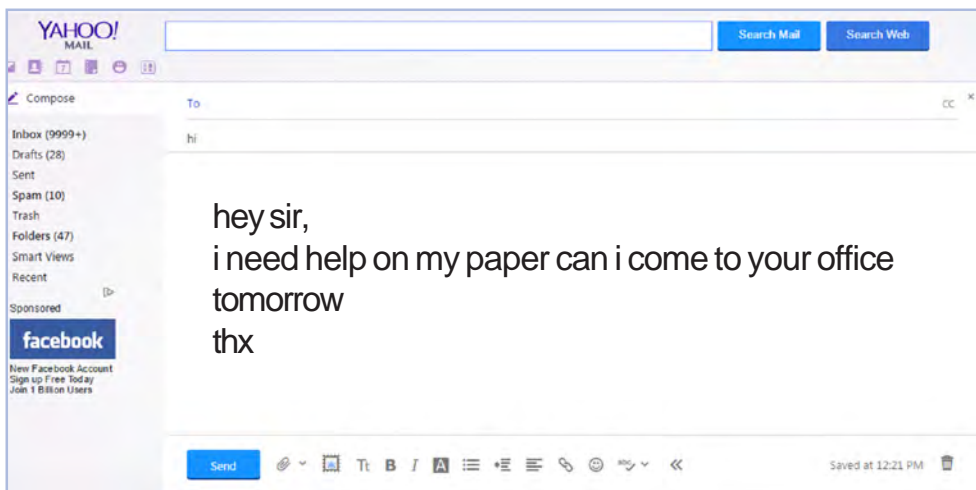 YAHOO!
MAIL
Search Mail Search Web
7
Compose
To CC ×
Inbox (9999+)
hi
Drafts (28)
Sent
Spam (10)
Trash
Folders (47)
Smart Views
Recent
Sponsored
facebook
New Facebook Account
Sign up Free Today
Join 1 Billion Users
hey sir,
i need help on my paper can i come to your office
tomorrow
thx
Send Tt B I A abc Saved at 12:21 PM